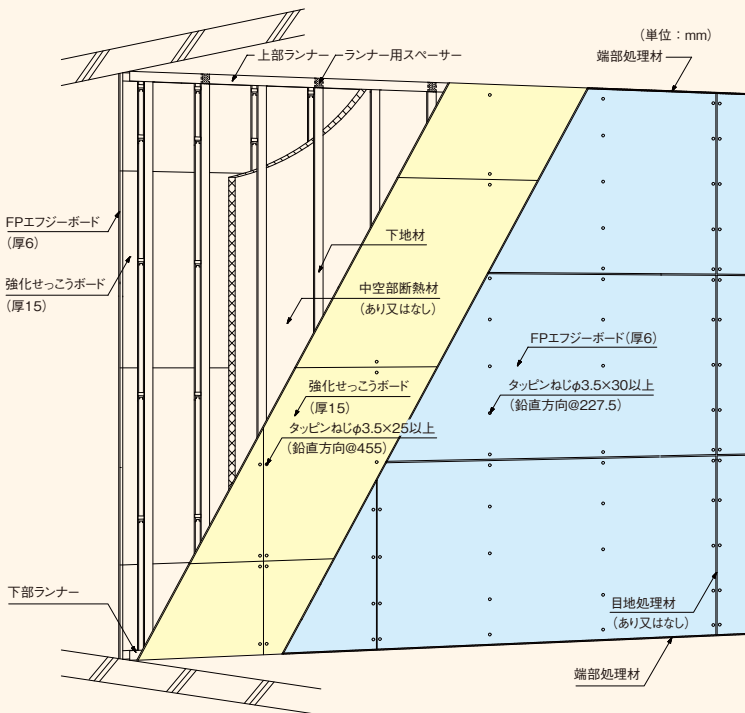 (単位：mm)
上部ランナー
ランナー用スペーサー
端部処理材
FPエフジーボード
(厚6)
強化せっこうボード
(厚15)
下地材
中空部断熱材
(あり又はなし)
FPエフジーボード(厚6)
タッピンねじφ3.5×30以上
(鉛直方向@227.5)
強化せっこうボード
(厚15)
タッピンねじφ3.5×25以上
(鉛直方向@455)
下部ランナー
目地処理材
(あり又はなし)
端部処理材